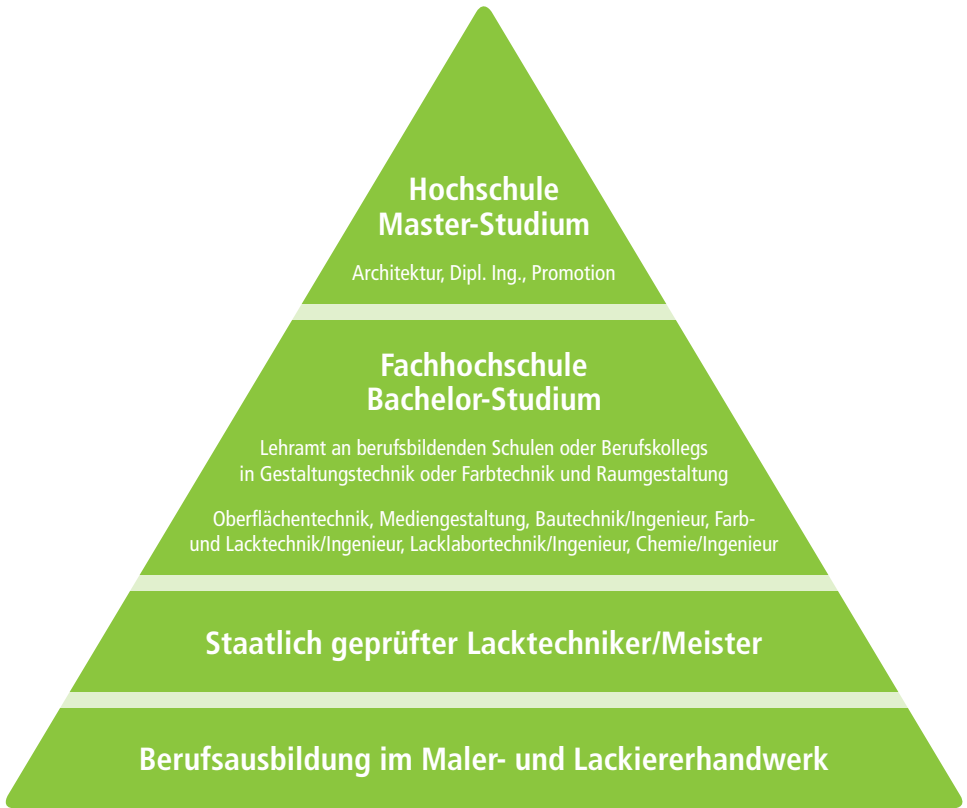 Hochschule
Master-Studium
Architektur, Dipl. Ing., Promotion
Fachhochschule
Bachelor-Studium
Lehramt an berufsbildenden Schulen oder Berufskollegs
in Gestaltungstechnik oder Farbtechnik und Raumgestaltung
Oberflächentechnik, Mediengestaltung, Bautechnik/Ingenieur, Farb-
und Lacktechnik/Ingenieur, Lacklabortechnik/Ingenieur, Chemie/Ingenieur
Staatlich geprüfter Lacktechniker/Meister
Berufsausbildung im Maler- und Lackiererhandwerk